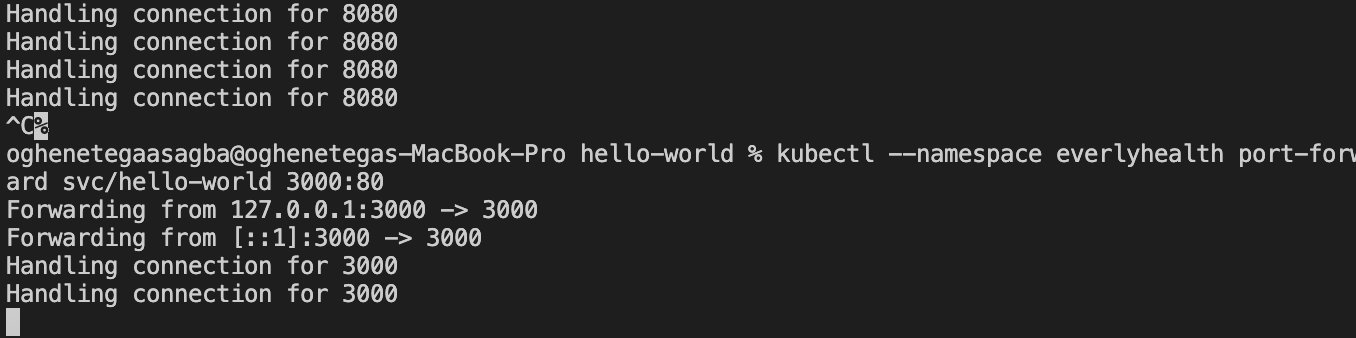 Handling connection for 8080
Handling connection for 8080
Handling connection for 8080
Handling connection for 8080
^C%
oghenetegaasagba@oghenetegas-MacBook-Pro hello-world % kubectl --namespace everlyhealth port-forw
ard svc/hello-world 3000:80
Forwarding from 127.0.0.1:3000 -> 3000
Forwarding from [::1]:3000 -> 3000
Handling connection for 3000
Handling connection for 3000